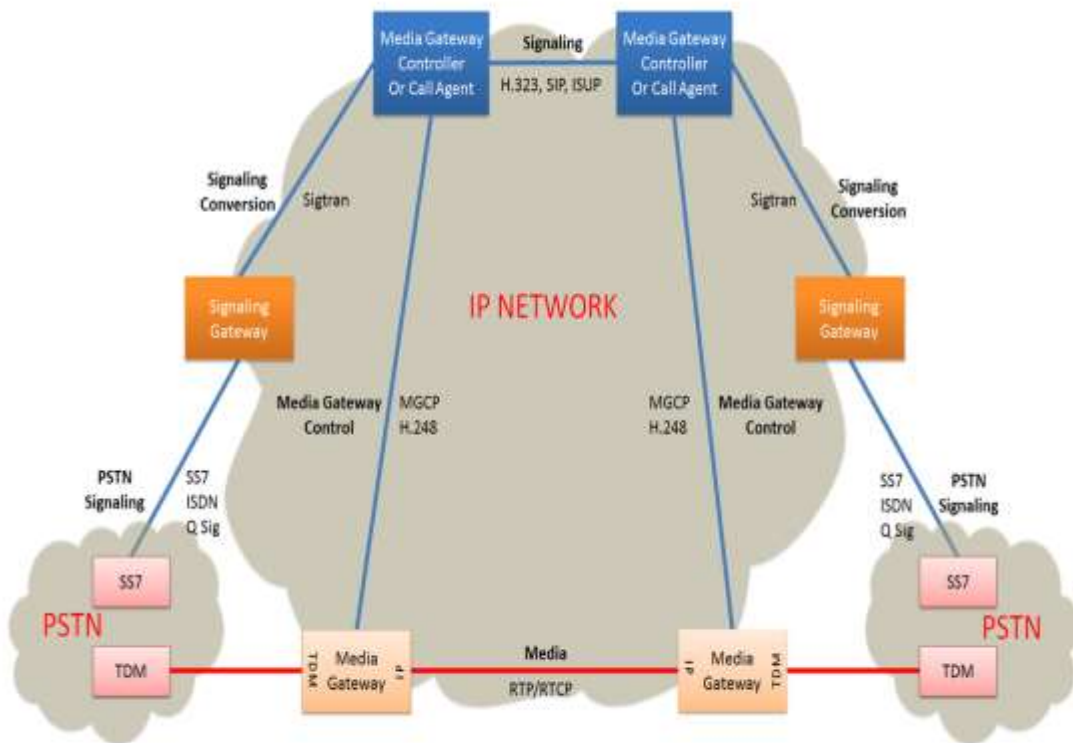 Media Gateway
Controller
Or Call Agent
Signaling
H.323, SIP, ISUP
Media Gateway
Controller
Or Call Agent
Signaling
Conversion
Sigtran
Sigtran
Signaling
Conversion
Signaling
Gateway
IP NETWORK
Signaling
Gateway
Media Gateway
Control
MGCP
H.248
MGCP
H.248
Media Gateway
Control
PSTN
Signaling
SS7
ISDN
Q Sig
SS7
ISDN
Q Sig
PSTN
Signaling
SS7
PSTN
TDM
TDM
Media
Gateway
IP
Media
RTP/RTCP
IP
Media
Gateway
TDM
SS7
PSTN
TDM